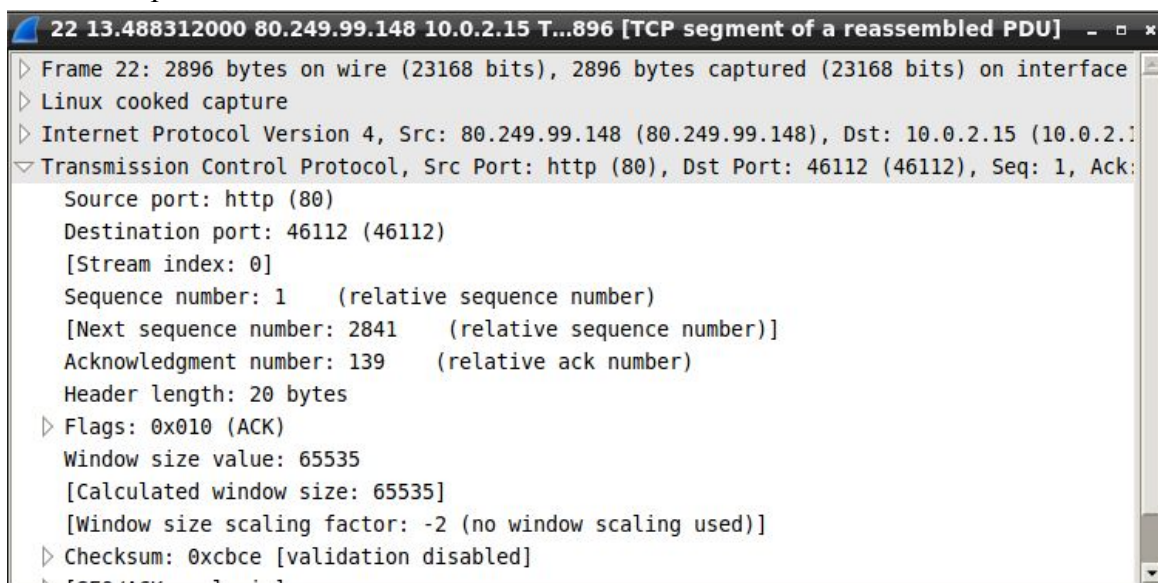 22 13.488312000 80.249.99.148 10.0.2.15 T...896 [TCP segment of a reassembled PDU]
Frame 22: 2896 bytes on wire (23168 bits), 2896 bytes captured (23168 bits) on interface
Linux cooked capture
Internet Protocol Version 4, Src: 80.249.99.148 (80.249.99.148), Dst: 10.0.2.15 (10.0.2.1
Transmission Control Protocol, Src Port: http (80), Dst Port: 46112 (46112), Seq: 1, Ack:
Source port: http (80)
Destination port: 46112 (46112)
[Stream index: 0]
Sequence number: 1 (relative sequence number)
[Next sequence number: 2841 (relative sequence number)]
Acknowledgment number: 139 (relative ack number)
Header length: 20 bytes
Flags: 0x010 (ACK)
Window size value: 65535
[Calculated window size: 65535]
[Window size scaling factor: -2 (no window scaling used)]
Checksum: 0xcbce [validation disabled]